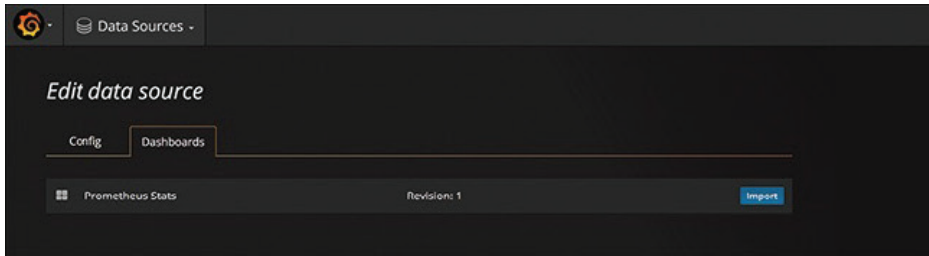 Data Sources
Edit data source
Config Dashboards
Prometheus Stats Revision: 1 Import